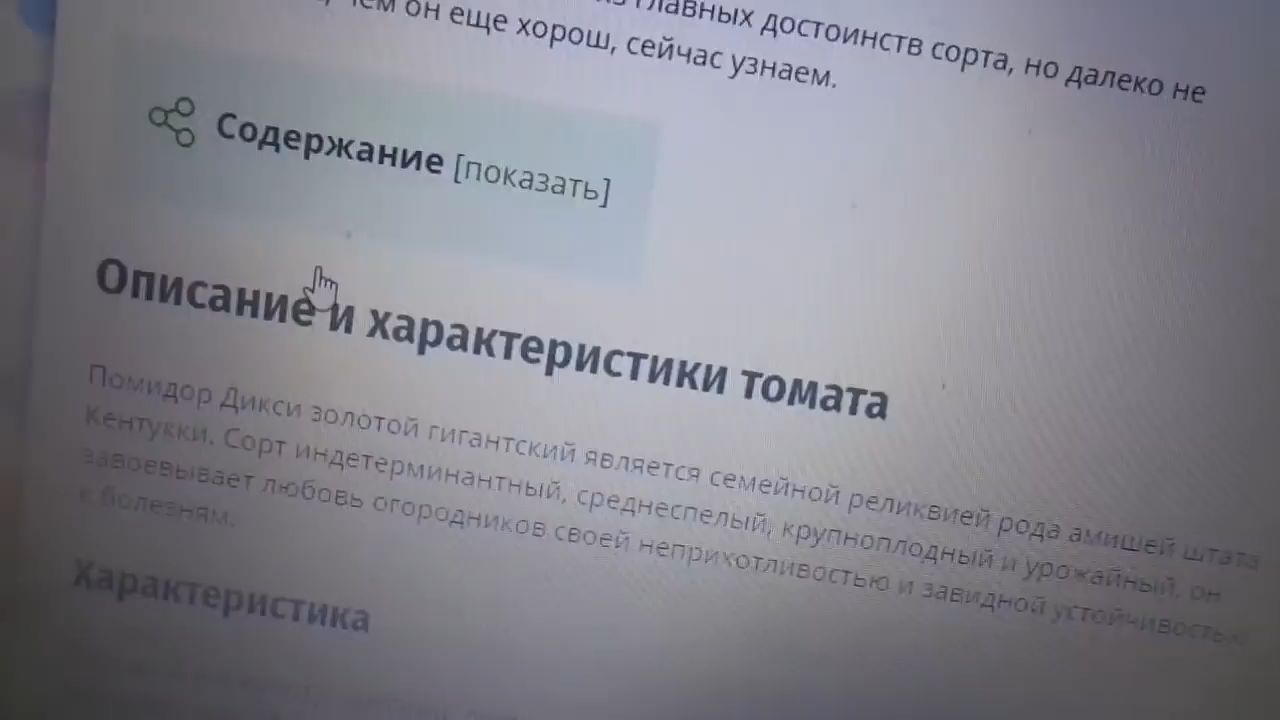 главных достоинств сорта, но далеко не
чем он еще хорош, сейчас узнаем.
Содержание [показать]
Описание и характеристики томата
Помидор Дикси золотой гигантский является семейной реликвией рода амишей штата
Кентукки. Сорт индетерминантный, среднеспелый, крупноплодный и урожайный, он
завоевывает любовь огородников своей неприхотливостью и завидной устойчивостью
к болезням.
Характеристика